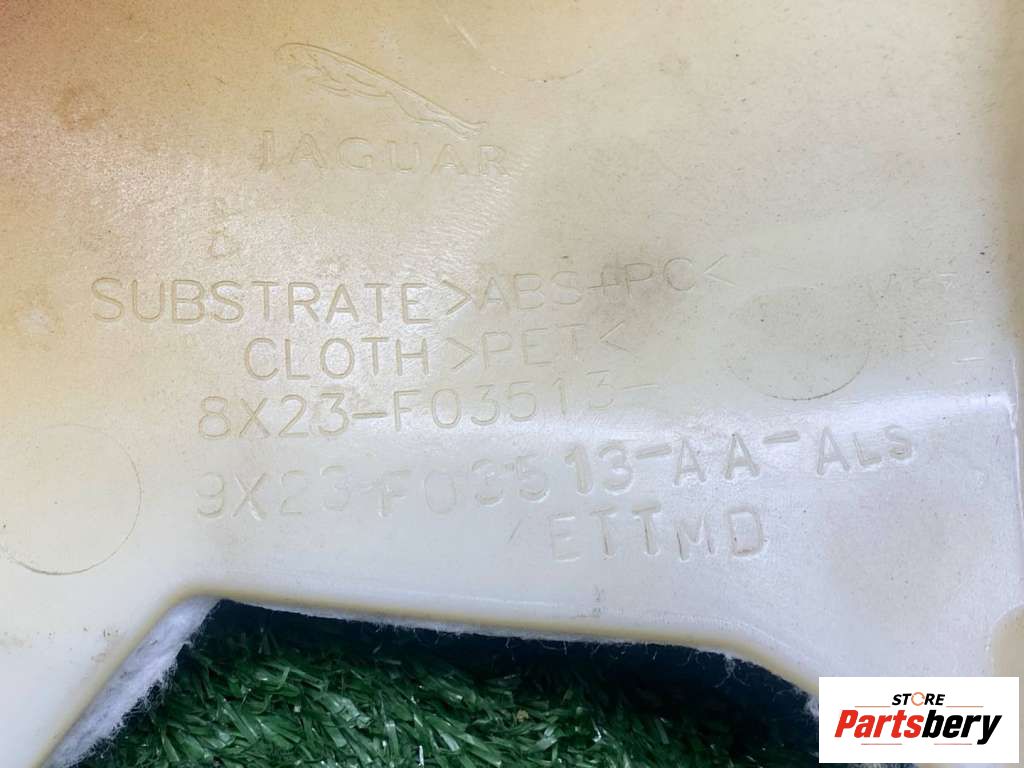 JAGUAR
SUBSTRATE>ABS+PC<
CLOTH>PET<
8X23-F03513-
9X23-F03513-AA-ALS
/ETTMD
STORE
Partsbery